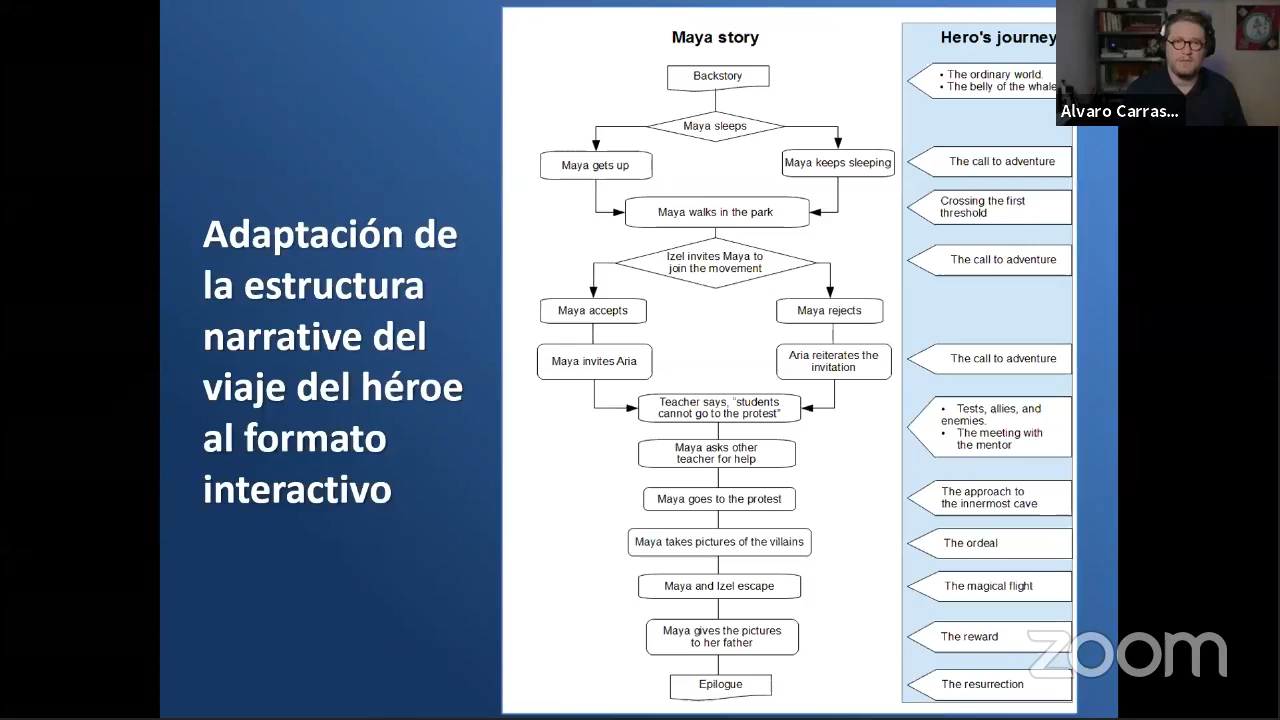 Adaptación de
la estructura
narrative del
viaje del héroe
al formato
interactivo
Maya story
Backstory
Maya sleeps
Maya gets up
Maya keeps sleeping
Maya walks in the park
Izel invites Maya to
join the movement
Maya accepts
Maya rejects
Maya invites Aria
Aria reiterates the
invitation
Teacher says, “students
cannot go to the protest”
Maya asks other
teacher for help
Maya goes to the protest
Maya takes pictures of the villains
Maya and Izel escape
Maya gives the pictures
to her father
Epilogue
Hero's journey
• The ordinary world.
• The belly of the whale
The call to adventure
Crossing the first
threshold
The call to adventure
The call to adventure
• Tests, allies, and
enemies.
• The meeting with
the mentor
The approach to
the innermost cave
The ordeal
The magical flight
The reward
The resurrection
Alvaro Carras...
zoom